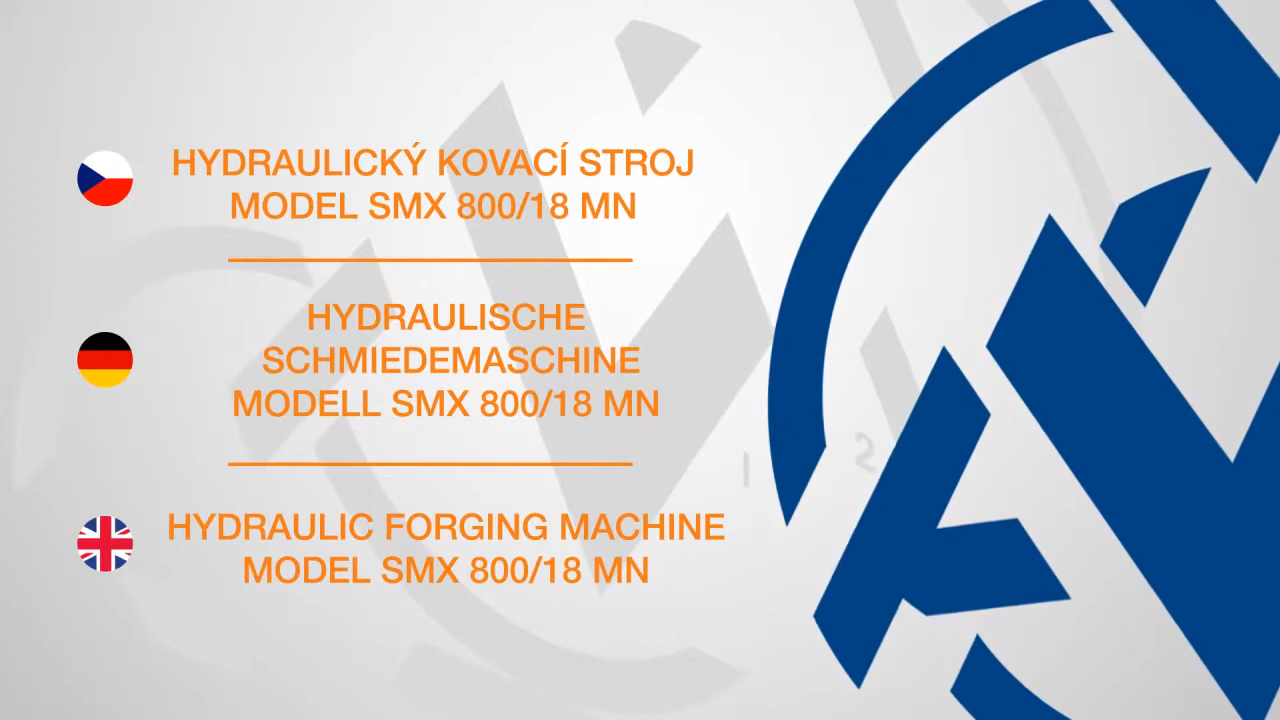 HYDRAULICKÝ KOVACÍ STROJ
MODEL SMX 800/18 MN
HYDRAULISCHE
SCHMIEDEMASCHINE
MODELL SMX 800/18 MN
HYDRAULIC FORGING MACHINE
MODEL SMX 800/18 MN